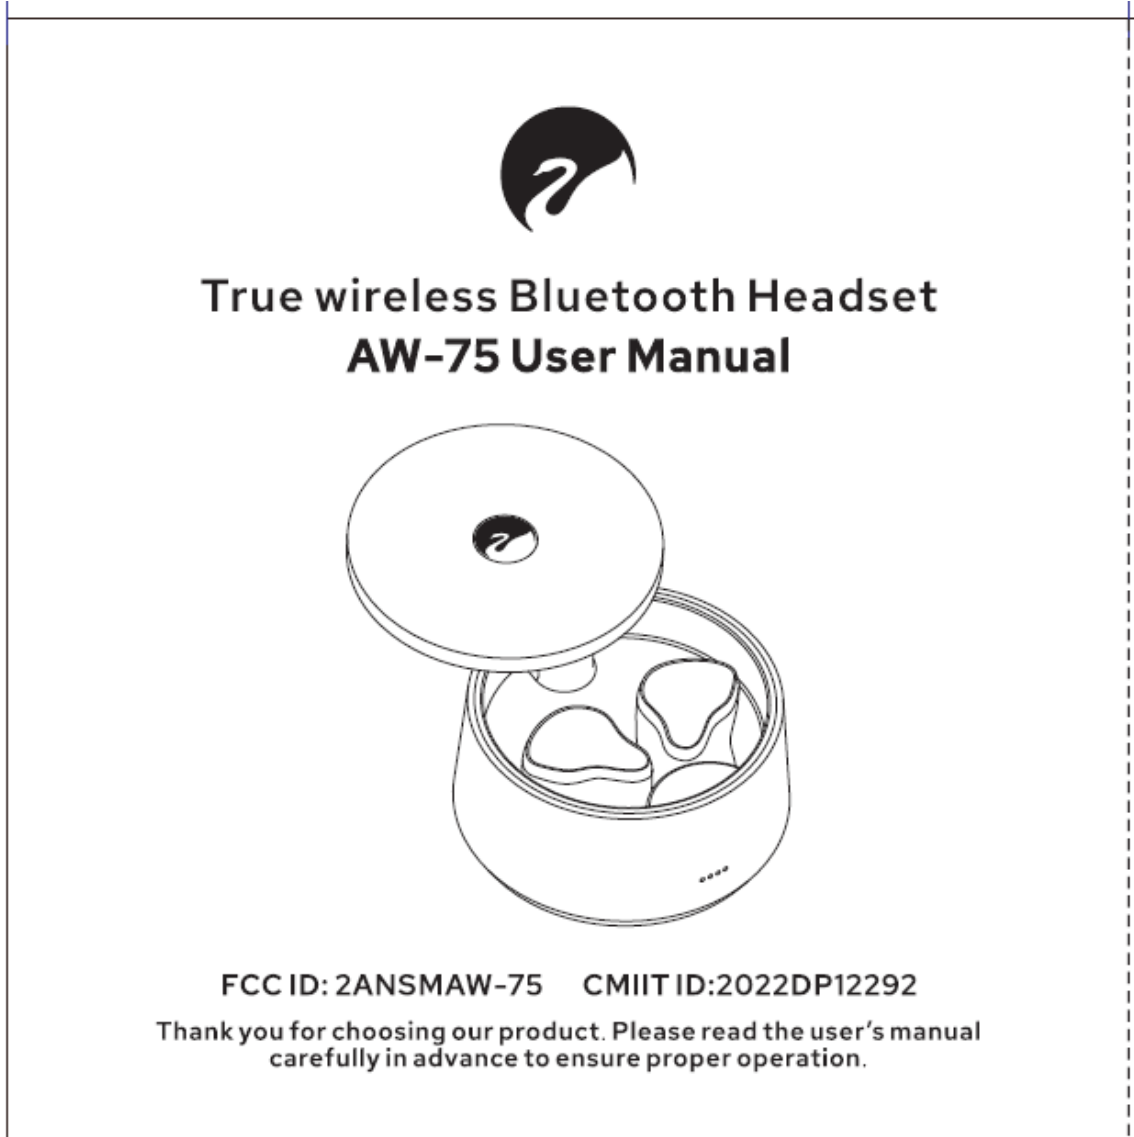 True wireless Bluetooth Headset
AW-75 User Manual
FCC ID: 2ANSMAW-75 CMIIT ID:2022DP12292
Thank you for choosing our product. Please read the user's manual
carefully in advance to ensure proper operation.